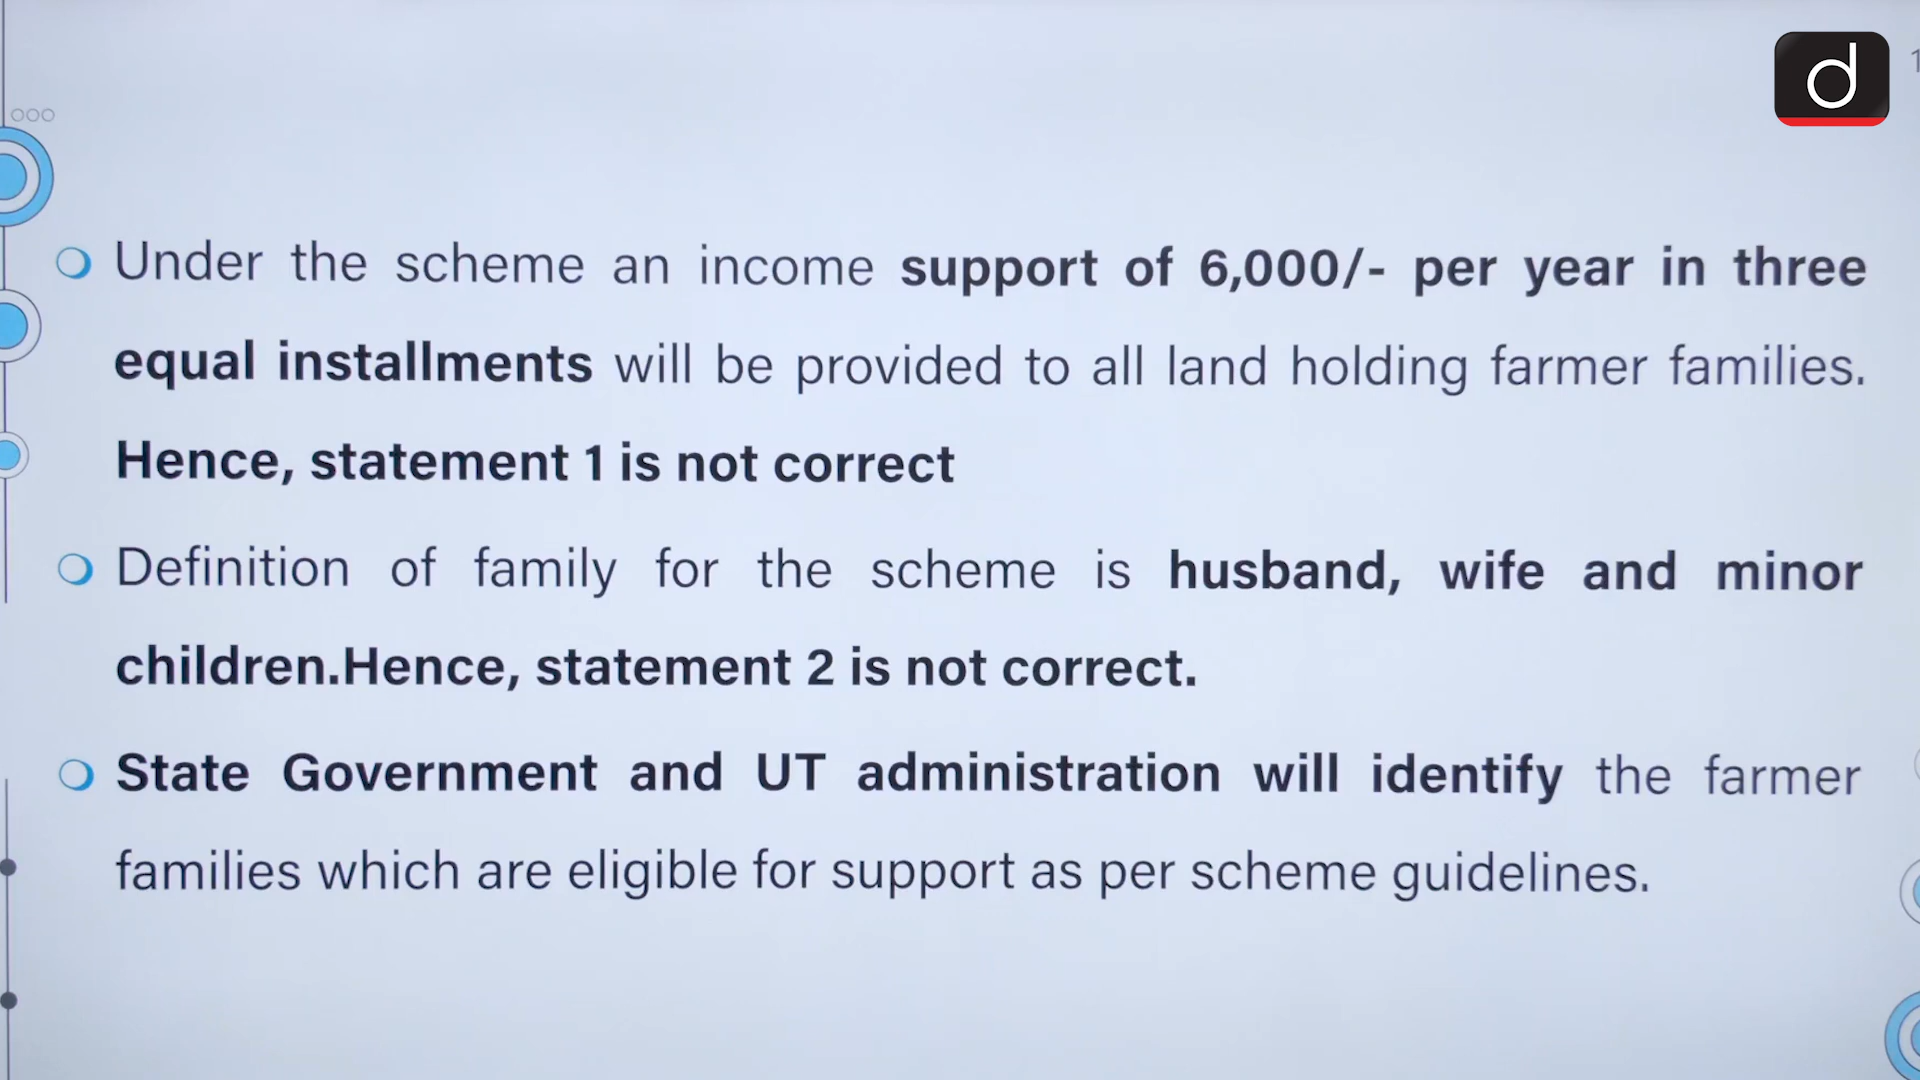 d
Under the scheme an income support of 6,000/- per year in three
equal installments will be provided to all land holding farmer families.
Hence, statement 1 is not correct
Definition of family for the scheme is husband, wife and minor
children.Hence, statement 2 is not correct.
State Government and UT administration will identify the farmer
families which are eligible for support as per scheme guidelines.